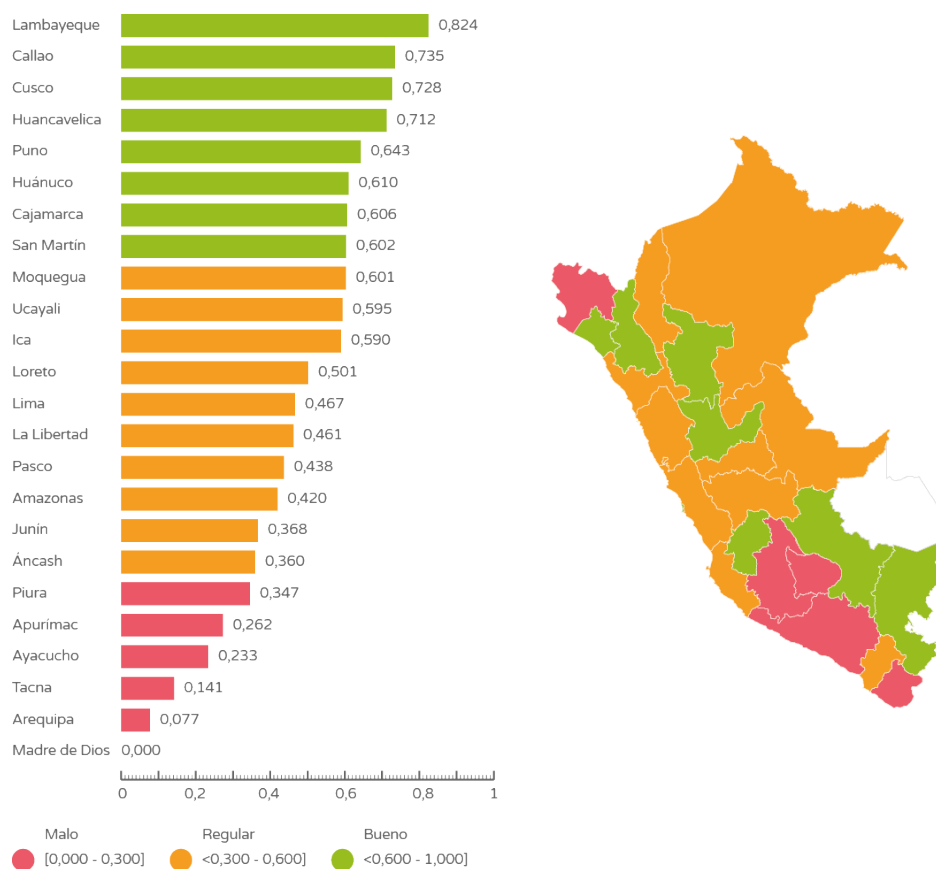 Lambayeque 0,824
Callao 0,735
Cusco 0,728
Huancavelica 0,712
Puno 0,643
Huánuco 0,610
Cajamarca 0,606
San Martín 0,602
Moquegua 0,601
Ucayali 0,595
Ica 0,590
Loreto 0,501
Lima 0,467
La Libertad 0,461
Pasco 0,438
Amazonas 0,420
Junín 0,368
Áncash 0,360
Piura 0,347
Apurímac 0,262
Ayacucho 0,233
Tacna 0,141
Arequipa 0,077
Madre de Dios 0,000
0 0,2 0,4 0,6 0,8 1
Malo Regular Bueno
[0,000 - 0,300] <0,300 - 0,600] <0,600 - 1,000]